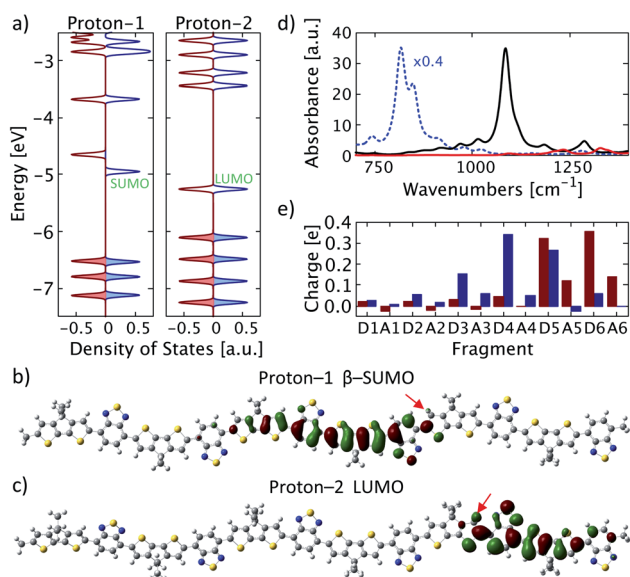 a) Proton-1 Proton-2
Energy [eV]
-3
-4
-5
-6
-7
SUMO
LUMO
-0.5 0 0.5 -0.5 0 0.5
Density of States [a.u.]
d)
Absorbance [a.u.]
40
30
20
10
0
x0.4
750 1000 1250
Wavenumbers [cm⁻¹]
e)
Charge [e]
0.4
0.3
0.2
0.1
0.0
D1 A1 D2 A2 D3 A3 D4 A4 D5 A5 D6 A6
Fragment
b) Proton–1 β–SUMO
c) Proton–2 LUMO